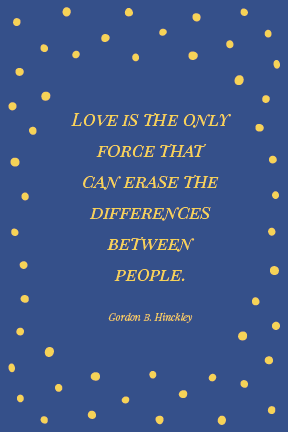 LOVE IS THE ONLY
FORCE THAT
CAN ERASE THE
DIFFERENCES
BETWEEN
PEOPLE.
Gordon B. Hinckley